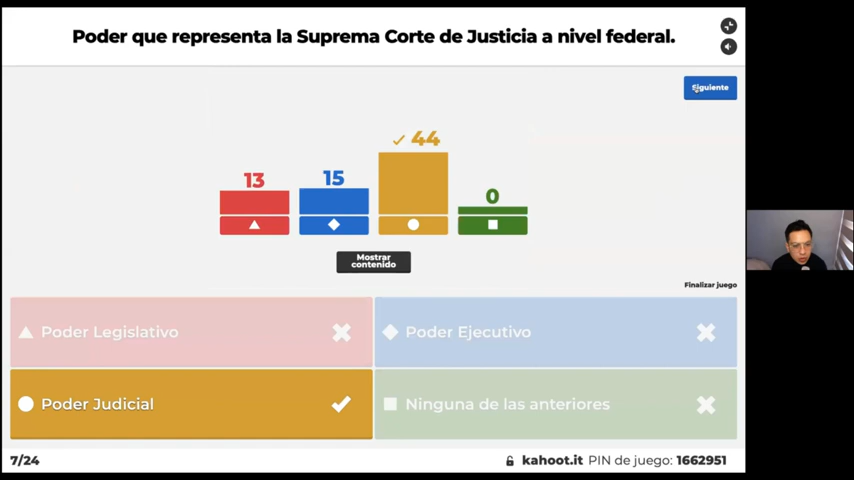 Poder que representa la Suprema Corte de Justicia a nivel federal.
Siguiente
13
15
44
0
Mostrar
contenido
Finalizar juego
Poder Legislativo
Poder Ejecutivo
Poder Judicial
Ninguna de las anteriores
7/24
kahoot.it PIN de juego: 1662951